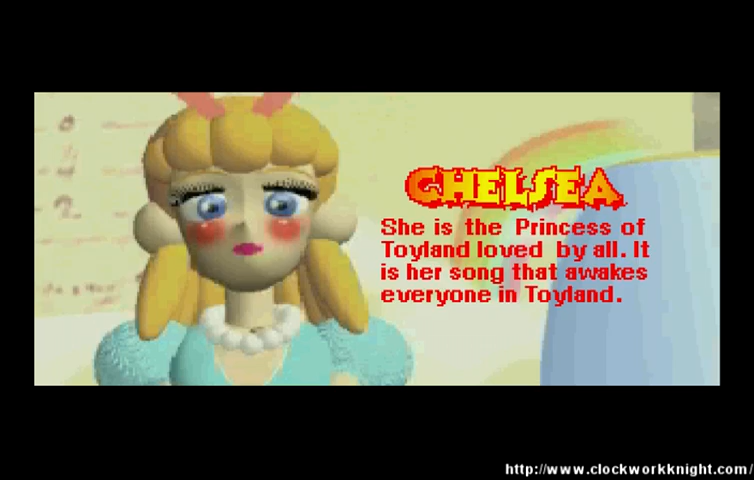 CHELSEA
She is the Princess of
Toyland loved by all. It
is her song that awakes
everyone in Toyland.
http://www.clockworkknight.com/